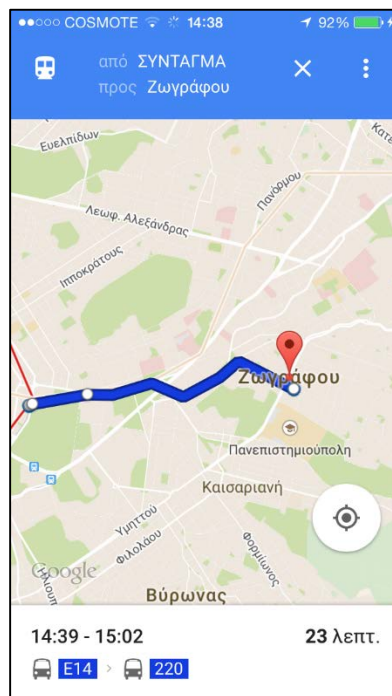 COSMOTE 14:38 92%
από ΣΥΝΤΑΓΜΑ
προς Ζωγράφου
Ευελπίδων
Πανόρμου
Λεωφ. Αλεξάνδρας
Ιπποκράτους
Ζωγράφου
Πανεπιστημιούπολη
Καισαριανή
Υμηττού
Φιλολάου
Φορμίωνος
Google
Βύρωνας
14:39 - 15:02 23 λεπτ.
E14 > 220